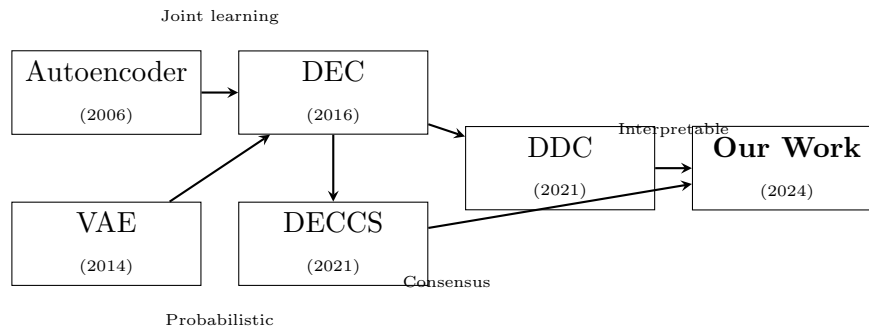 Joint learning
Autoencoder
(2006)
DEC
(2016)
Interpretable
DDC
(2021)
Our Work
(2024)
VAE
(2014)
DECCS
(2021)
Consensus
Probabilistic